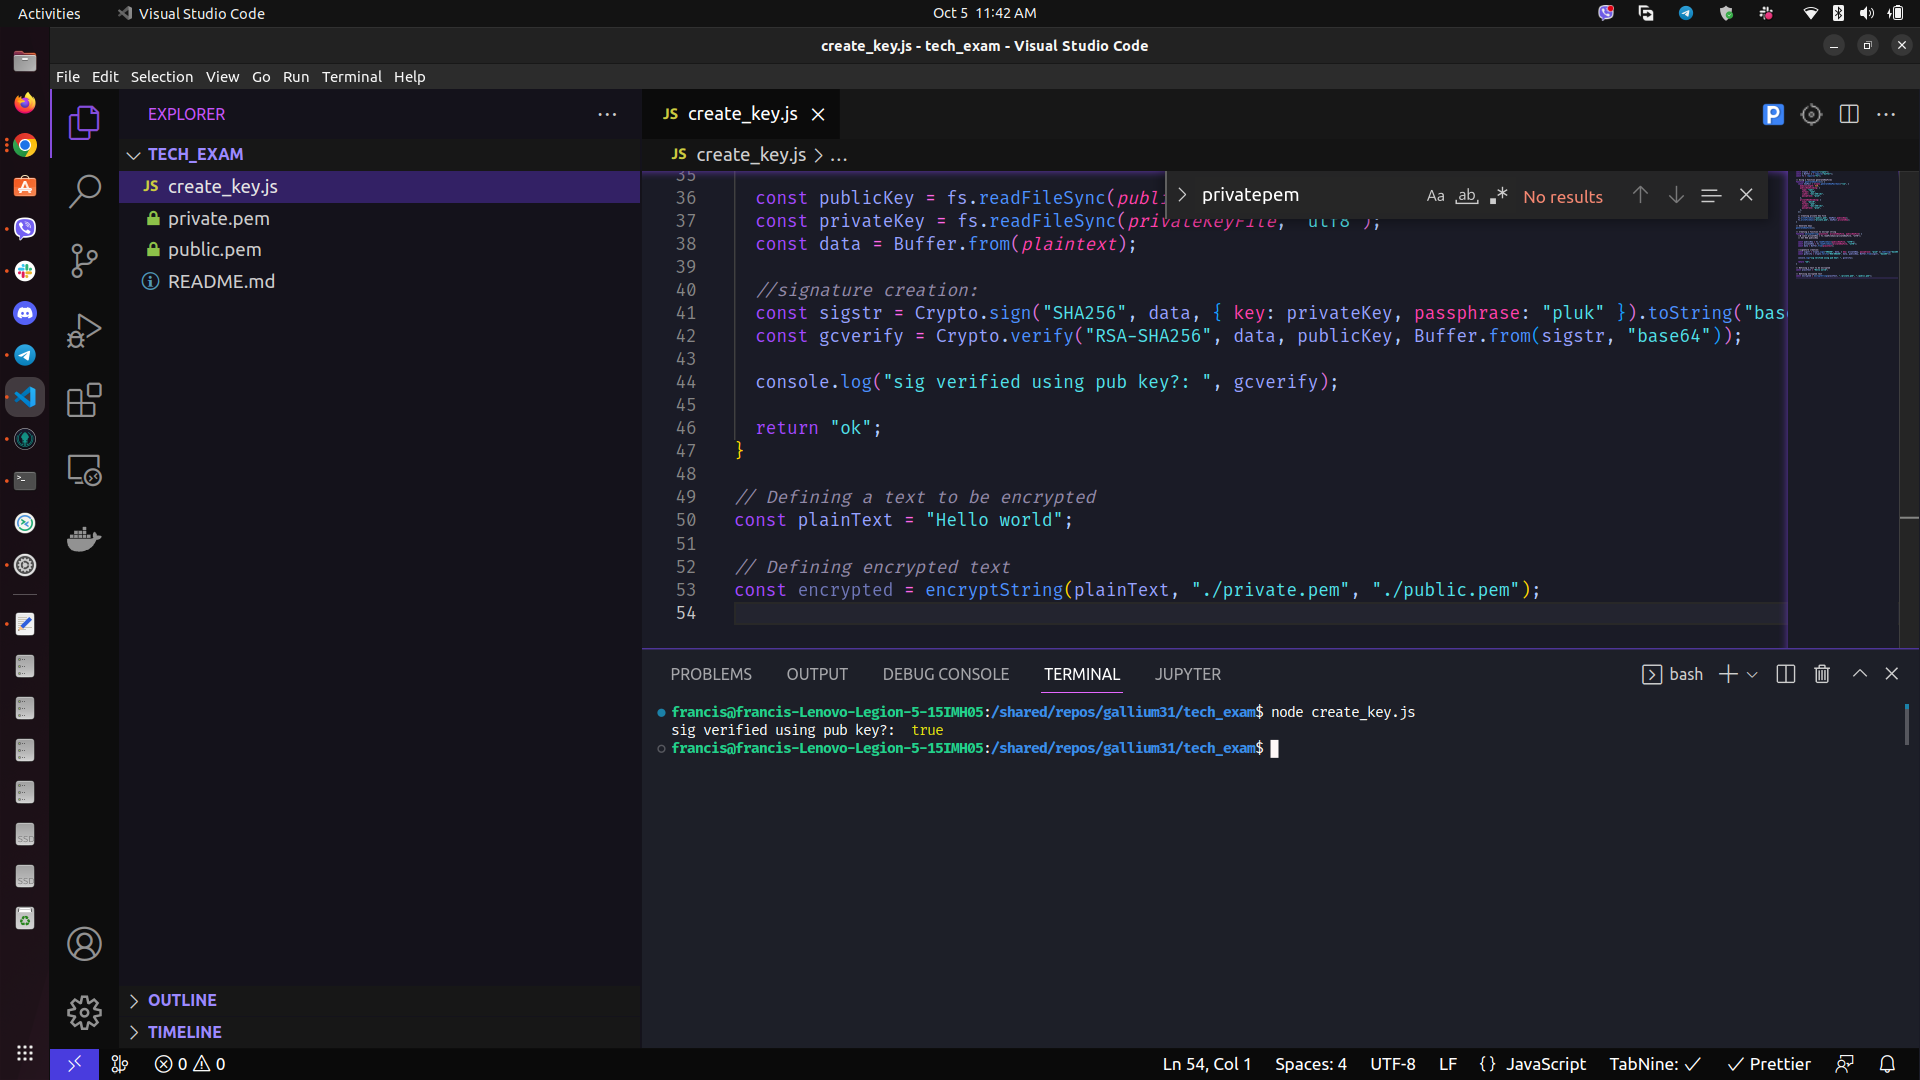 Activities
Visual Studio Code
Oct 5 11:42 AM
create_key.js - tech_exam - Visual Studio Code
File Edit Selection View Go Run Terminal Help
EXPLORER
TECH_EXAM
JS create_key.js
private.pem
public.pem
README.md
OUTLINE
TIMELINE
JS create_key.js
JS create_key.js > ...
privatepem
Aa ab .* No results
35
36 const publicKey = fs.readFileSync(publi
37 const privateKey = fs.readFileSync(privateKeyFile, "utf8");
38 const data = Buffer.from(plaintext);
39
40 //signature creation:
41 const sigstr = Crypto.sign("SHA256", data, { key: privateKey, passphrase: "pluk" }).toString("bas
42 const gcverify = Crypto.verify("RSA-SHA256", data, publicKey, Buffer.from(sigstr, "base64"));
43
44 console.log("sig verified using pub key?: ", gcverify);
45
46 return "ok";
47 }
48
49 // Defining a text to be encrypted
50 const plainText = "Hello world";
51
52 // Defining encrypted text
53 const encrypted = encryptString(plainText, "./private.pem", "./public.pem");
54
PROBLEMS OUTPUT DEBUG CONSOLE TERMINAL JUPYTER
bash
francis@francis-Lenovo-Legion-5-15IMH05:/shared/repos/gallium31/tech_exam$ node create_key.js
sig verified using pub key?: true
francis@francis-Lenovo-Legion-5-15IMH05:/shared/repos/gallium31/tech_exam$
SSD
SSD
0 0
Ln 54, Col 1 Spaces: 4 UTF-8 LF {} JavaScript TabNine: Prettier